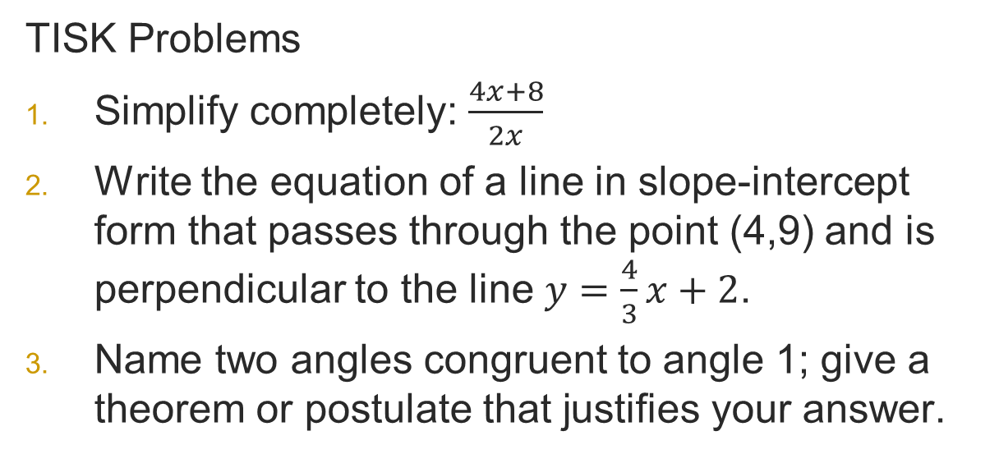 TISK Problems
1. Simplify completely: \frac{4x+8}{2x}
2. Write the equation of a line in slope-intercept
form that passes through the point (4,9) and is
perpendicular to the line y = \frac{4}{3}x + 2.
3. Name two angles congruent to angle 1; give a
theorem or postulate that justifies your answer.